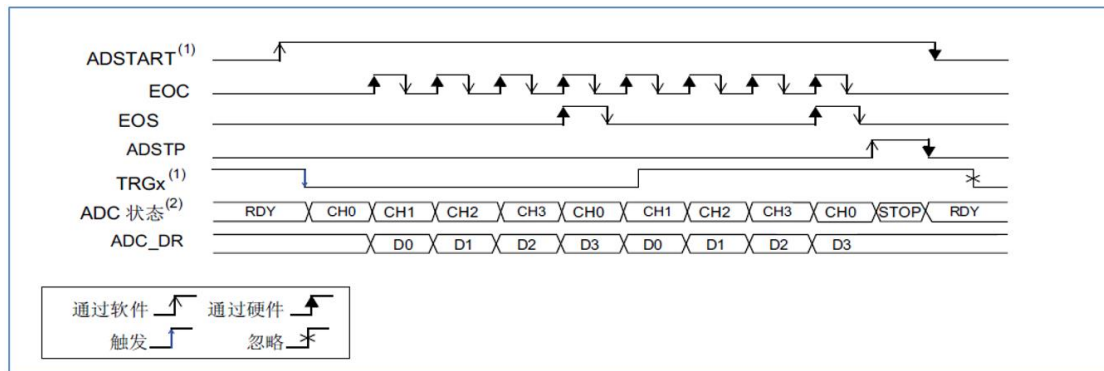 ADSTART(1)
EOC
EOS
ADSTP
TRGx(1)
ADC 状态(2) RDY CH0 CH1 CH2 CH3 CH0 CH1 CH2 CH3 CH0 STOP RDY
ADC_DR D0 D1 D2 D3 D0 D1 D2 D3
通过软件 通过硬件
触发 忽略